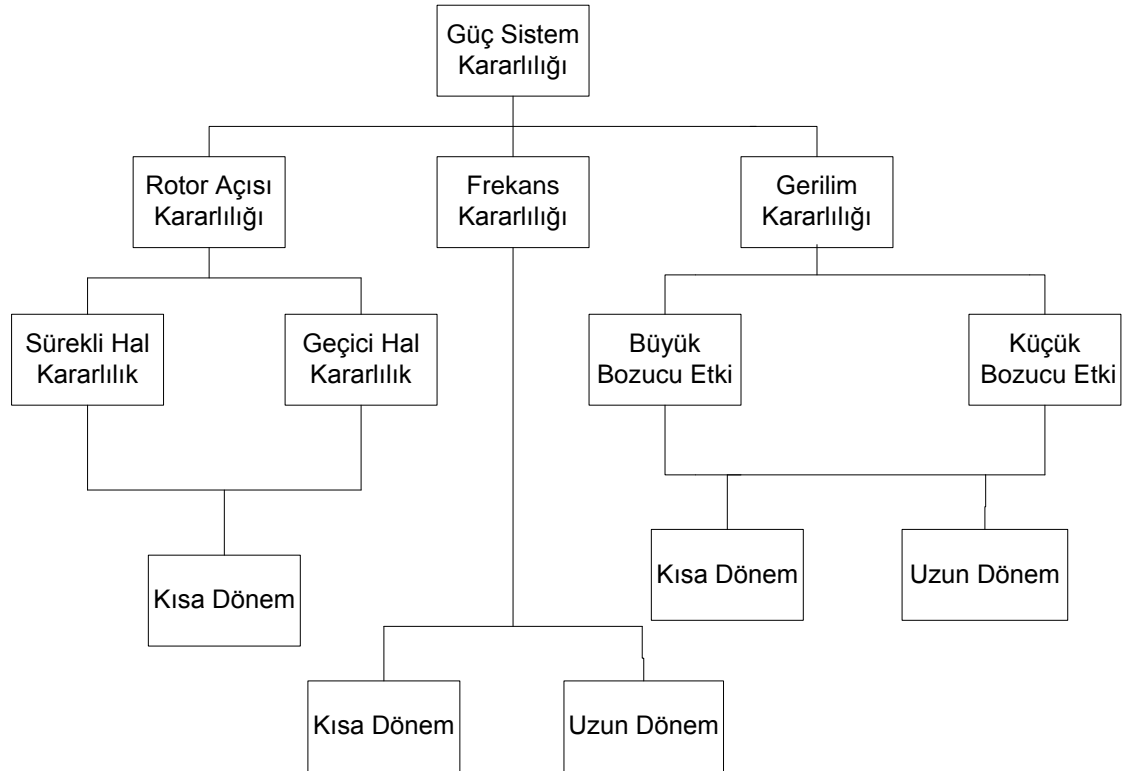 Güç Sistem
Kararlılığı
Rotor Açısı
Kararlılığı
Frekans
Kararlılığı
Gerilim
Kararlılığı
Sürekli Hal
Kararlılık
Geçici Hal
Kararlılık
Büyük
Bozucu Etki
Küçük
Bozucu Etki
Kısa Dönem
Kısa Dönem
Uzun Dönem
Kısa Dönem
Uzun Dönem